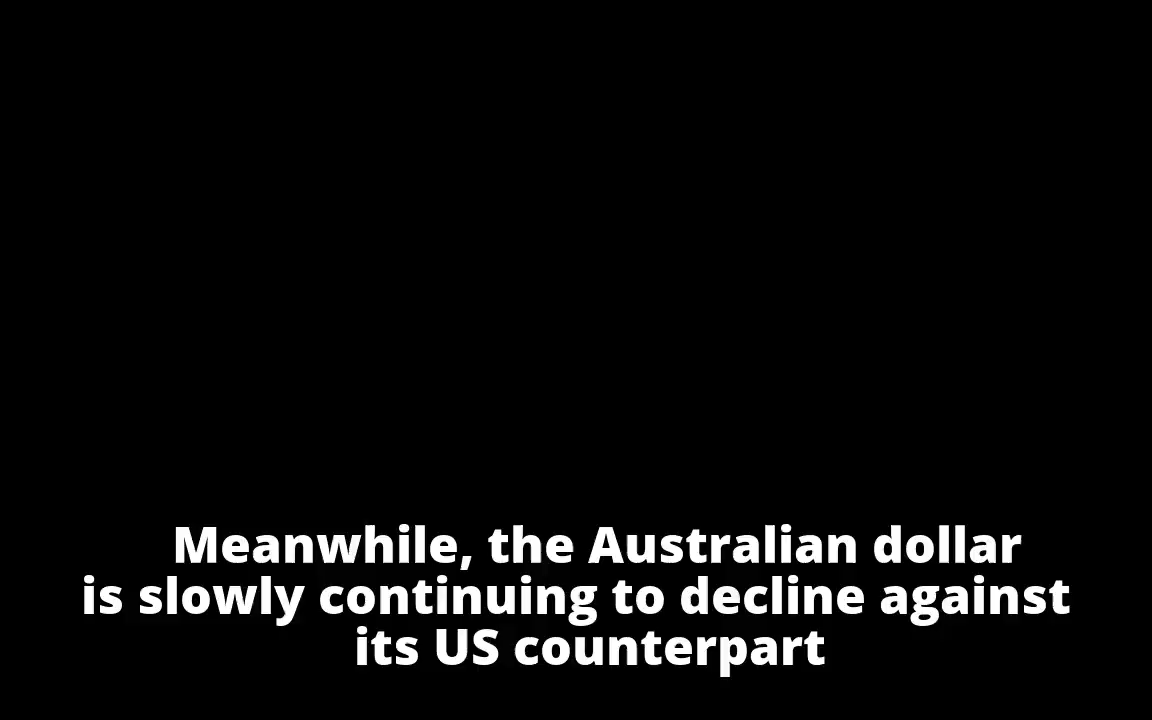 Meanwhile, the Australian dollar
is slowly continuing to decline against
its US counterpart